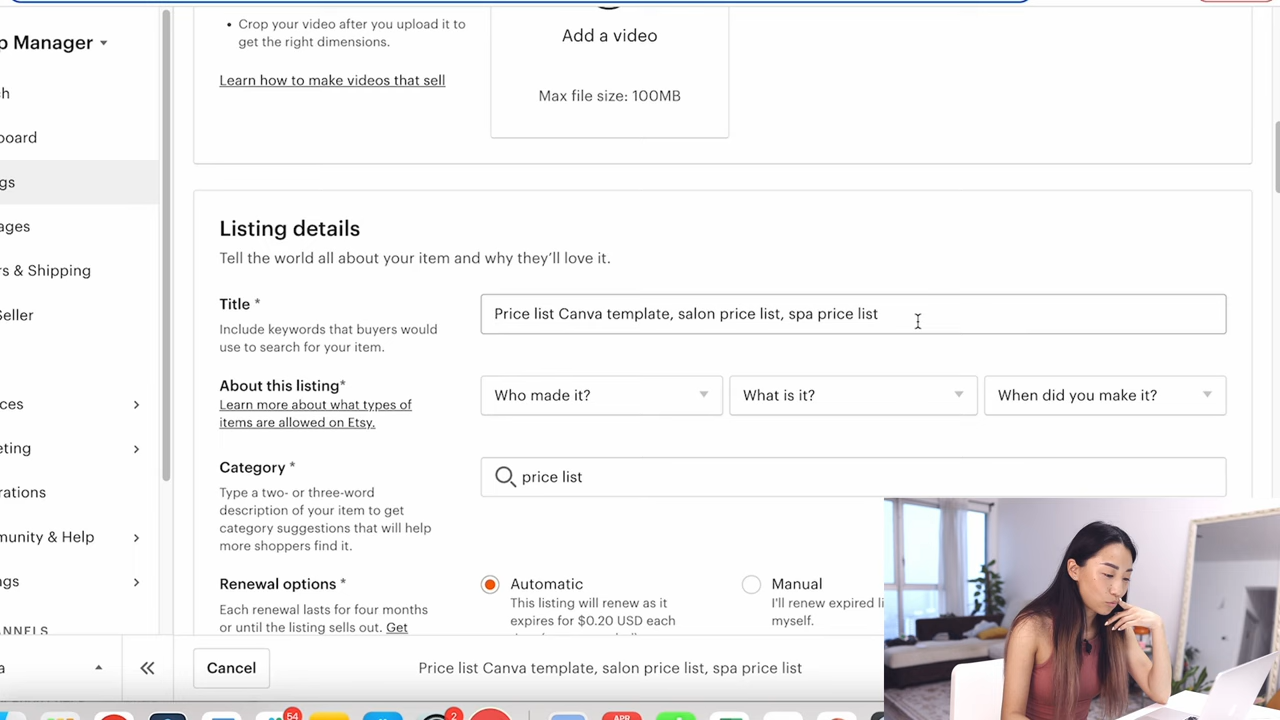 Crop your video after you upload it to
get the right dimensions.
Learn how to make videos that sell
Add a video
Max file size: 100MB
p Manager
ch
board
gs
ages
rs & Shipping
Seller
ces
eting
rations
munity & Help
ngs
ANNELS
a
Listing details
Tell the world all about your item and why they'll love it.
Title *
Include keywords that buyers would
use to search for your item.
Price list Canva template, salon price list, spa price list
About this listing*
Learn more about what types of
items are allowed on Etsy.
Who made it?
What is it?
When did you make it?
Category *
Type a two- or three-word
description of your item to get
category suggestions that will help
more shoppers find it.
price list
Renewal options *
Each renewal lasts for four months
or until the listing sells out. Get
Automatic
This listing will renew as it
expires for $0.20 USD each
Manual
I'll renew expired li
myself.
Cancel
Price list Canva template, salon price list, spa price list
54
APR
2